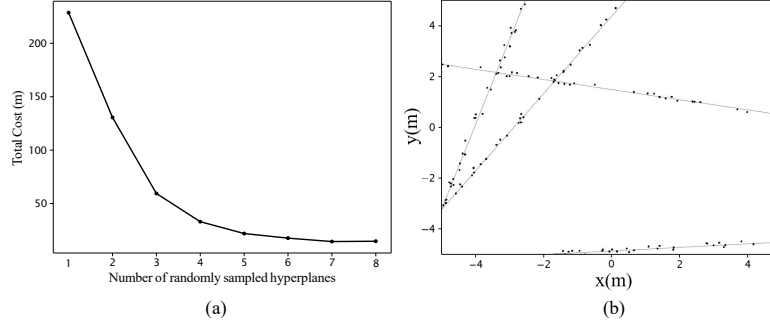 200
150
100
50
Total Cost (m)
1 2 3 4 5 6 7 8
Number of randomly sampled hyperplanes
(a)
4
2
0
−2
−4
y(m)
−4 −2 0 2 4
x(m)
(b)